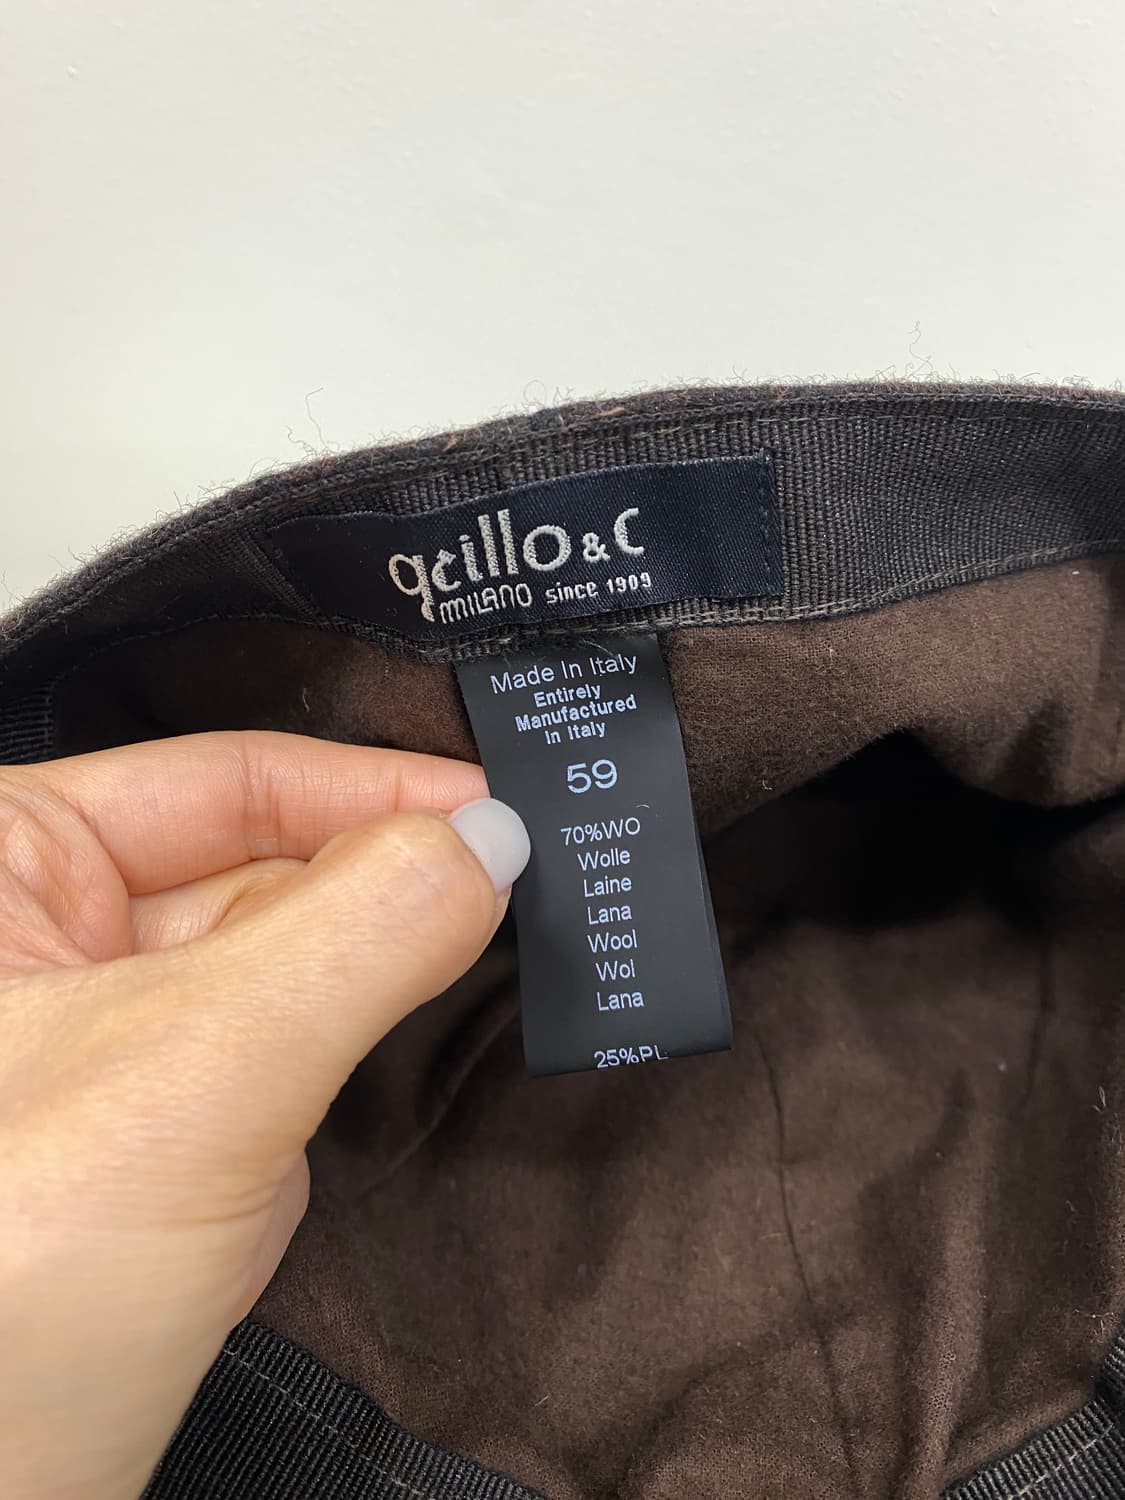 qcillo & C
MILANO since 1909
Made In Italy
Entirely
Manufactured
In Italy
59
70%WO
Wolle
Laine
Lana
Wool
Wol
Lana
25%PL